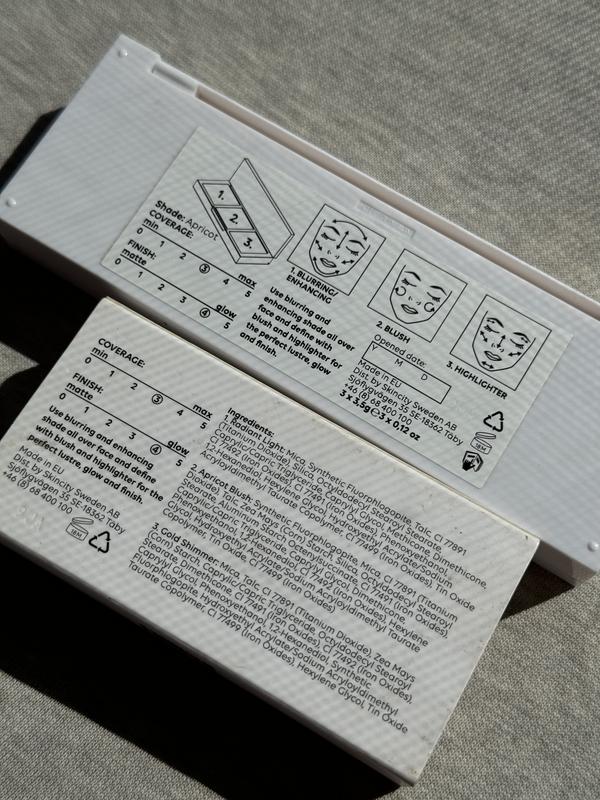 1.
2.
3.
Shade: Apricot
COVERAGE:
min max
0 1 2 3 4 5
FINISH:
matte glow
0 1 2 3 4 5
1. BLURRING/
ENHANCING
Use blurring and
enhancing shade all over
face and define with
blush and highlighter for
the perfect lustre, glow
and finish.
2. BLUSH
3. HIGHLIGHTER
Opened date:
Y M D
Made in EU
Dist. by Skincity Sweden AB
Sjöflygvägen 35 SE-18362 Täby
+46 (8) 68 400 100
3 x 3.5g ℮ 3 x 0.12 oz
18M
COVERAGE:
min max
0 1 2 3 4 5
FINISH:
matte glow
0 1 2 3 4 5
Use blurring and enhancing
shade all over face and define
with blush and highlighter for the
perfect lustre, glow and finish.
Made in EU
Dist. by Skincity Sweden AB
Sjöflygvägen 35 SE-18362 Täby
+46 (8) 68 400 100
18M
Ingredients:
1. Radiant Light: Mica, Synthetic Fluorphlogopite, Talc, CI 77891
(Titanium Dioxide), Silica, Octyldodecyl Stearoyl Stearate,
Caprylic/Capric Triglyceride, Caprylyl Glycol, Dimethicone,
1,2-Hexanediol, CI 77492 (Iron Oxides), Phenoxyethanol,
Hexylene Glycol, Hydroxyethyl Acrylate/Sodium
Acryloyldimethyl Taurate Copolymer, CI 77499 (Iron Oxides), Tin Oxide
2. Apricot Blush: Synthetic Fluorphlogopite, Mica, CI 77891 (Titanium
Dioxide), Talc, Zea Mays (Corn) Starch, Silica, Octyldodecyl Stearoyl
Stearate, Aluminum Starch Octenylsuccinate, CI 77491 (Iron Oxides),
Caprylic/Capric Triglyceride, Caprylyl Glycol, Dimethicone,
Phenoxyethanol, 1,2-Hexanediol, CI 77492 (Iron Oxides), Hexylene
Glycol, Hydroxyethyl Acrylate/Sodium Acryloyldimethyl Taurate
Copolymer, Tin Oxide, CI 77499 (Iron Oxides)
3. Gold Shimmer: Mica, Talc, CI 77891 (Titanium Dioxide), Zea Mays
(Corn) Starch, Caprylic/Capric Triglyceride, Octyldodecyl Stearoyl
Stearate, CI 77491 (Iron Oxides), CI 77492 (Iron Oxides),
Caprylyl Glycol, Dimethicone, 1,2-Hexanediol, Synthetic
Fluorphlogopite, Phenoxyethanol, Hydroxyethyl Acrylate/Sodium Acryloyldimethyl
Taurate Copolymer, CI 77499 (Iron Oxides), Hexylene Glycol, Tin Oxide